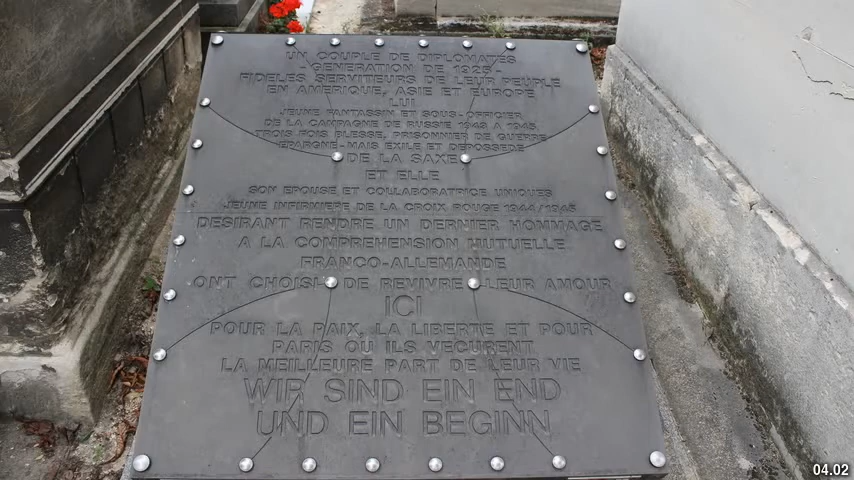 UN COUPLE DE DIPLOMATES
- GENERATION DE 1925 -
FIDELES SERVITEURS DE LEUR PEUPLE
EN AMERIQUE, ASIE ET EUROPE
LUI
JEUNE FANTASSIN ET SOUS-OFFICIER
DE LA CAMPAGNE DE RUSSIE 1943 A 1945,
TROIS FOIS BLESSE, PRISONNIER DE GUERRE
EPARGNE - MAIS EXILE ET DEPOSSEDE
DE LA SAXE
ET ELLE
SON EPOUSE ET COLLABORATRICE UNIQUES
JEUNE INFIRMIERE DE LA CROIX ROUGE 1944/1945
DESIRANT RENDRE UN DERNIER HOMMAGE
A LA COMPREHENSION MUTUELLE
FRANCO-ALLEMANDE
ONT CHOISI DE REVIVRE LEUR AMOUR
ICI
POUR LA PAIX, LA LIBERTE ET POUR
PARIS OU ILS VECURENT
LA MEILLEURE PART DE LEUR VIE
WIR SIND EIN END
UND EIN BEGINN
04.02